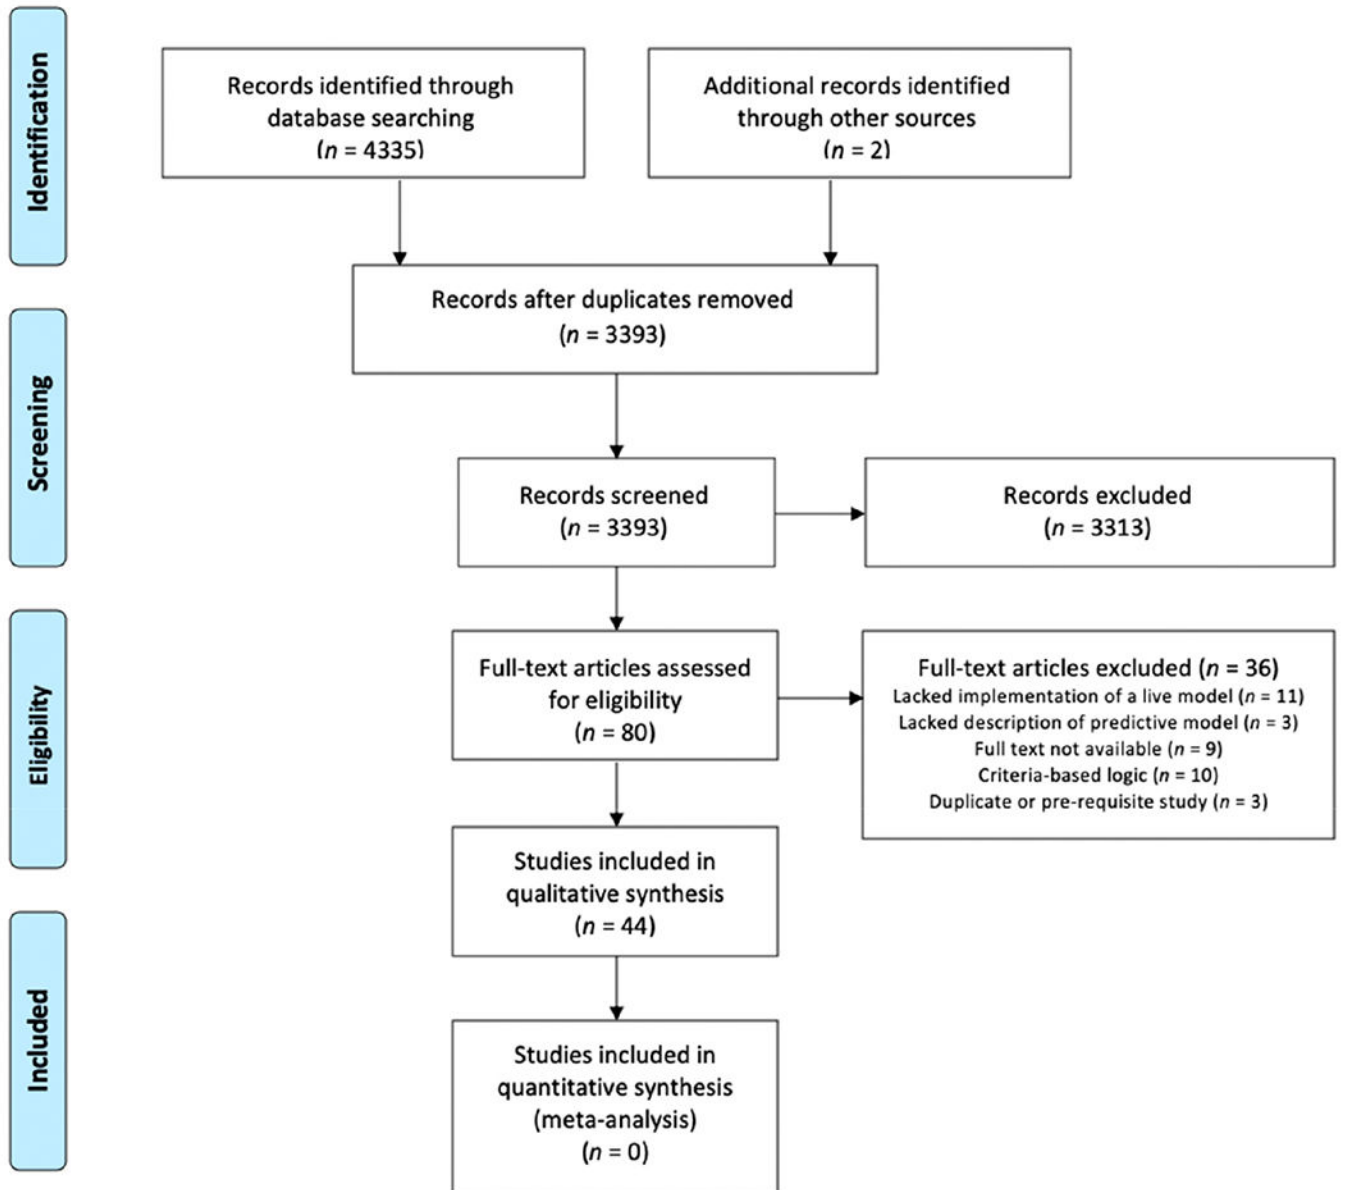 Identification
Records identified through
database searching
(n = 4335)
Additional records identified
through other sources
(n = 2)
Records after duplicates removed
(n = 3393)
Screening
Records screened
(n = 3393)
Records excluded
(n = 3313)
Eligibility
Full-text articles assessed
for eligibility
(n = 80)
Full-text articles excluded (n = 36)
Lacked implementation of a live model (n = 11)
Lacked description of predictive model (n = 3)
Full text not available (n = 9)
Criteria-based logic (n = 10)
Duplicate or pre-requisite study (n = 3)
Studies included in
qualitative synthesis
(n = 44)
Included
Studies included in
quantitative synthesis
(meta-analysis)
(n = 0)